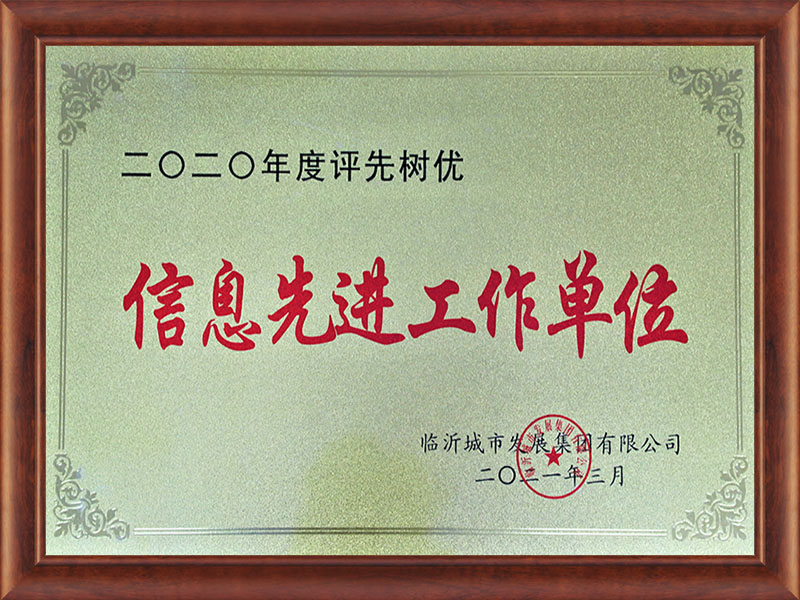 二〇二〇年度评先树优
信息先进工作单位
临沂城市发展集团有限公司
二〇二一年三月